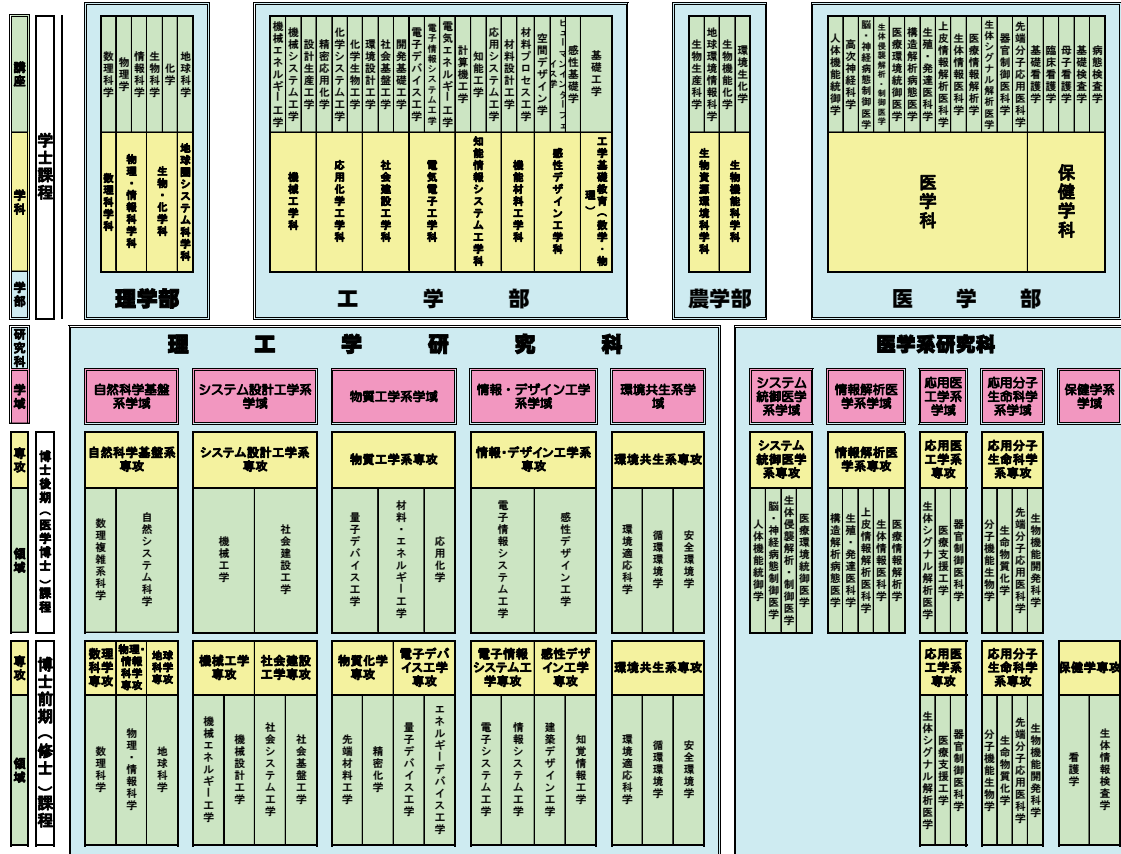 講座
学士課程
数理科学
物理学
情報科学
生物科学
化学
地球科学
機械エネルギー工学
機械システム工学
設計生産工学
精密応用化学
化学システム工学
化学生物工学
環境設計工学
社会基盤工学
開発基礎工学
電子デバイス工学
電子情報システム工学
電気エネルギー工学
計算機工学
知能工学
応用システム工学
材料設計工学
材料プロセス工学
空間デザイン学
ヒューマンインターフェイス学
感性基礎学
基礎工学
生物生産科学
地球環境情報科学
生物機能化学
環境生化学
人体機能統御学
高次神経科学
脳・神経病態制御医学
生体侵襲解析・制御医学
医療環境統御医学
構造解析病態医学
生殖・発達医科学
上皮情報解析医科学
生体情報医科学
医療情報解析学
生体シグナル解析医学
器官制御医科学
先端分子応用医科学
基礎看護学
臨床看護学
母子看護学
基礎検査学
病態検査学
学科
数理科学科
物理・情報科学科
生物・化学科
地球圏システム科学科
機械工学科
応用化学工学科
社会建設工学科
電気電子工学科
知能情報システム工学科
機能材料工学科
感性デザイン工学科
工学基礎教育(数学・物理)
生物資源環境科学科
生物機能科学科
医学科
保健学科
学部
理学部
工学部
農学部
医学部
研究科
理工学研究科
医学系研究科
学域
自然科学基盤系学域
システム設計工学系学域
物質工学系学域
情報・デザイン工学系学域
環境共生系学域
システム統御医学系学域
情報解析医学系学域
応用医工学系学域
応用分子生命科学系学域
保健学系学域
専攻
博士後期(医学博士)課程
自然科学基盤系専攻
システム設計工学系専攻
物質工学系専攻
情報・デザイン工学系専攻
環境共生系専攻
システム統御医学系専攻
情報解析医学系専攻
応用医工学系専攻
応用分子生命科学系専攻
領域
数理複雑系科学
自然システム科学
機械工学
社会建設工学
量子デバイス工学
材料・エネルギー工学
応用化学
電子情報システム工学
感性デザイン工学
環境適応科学
循環環境学
安全環境学
人体機能統御学
脳・神経病態制御医学
生体侵襲解析・制御医学
医療環境統御医学
構造解析病態医学
生殖・発達医科学
上皮情報解析医科学
生体情報医科学
医療情報解析学
生体シグナル解析医学
医療支援工学
器官制御医科学
分子機能生物学
生命物質化学
先端分子応用医科学
生物機能開発科学
専攻
博士前期(修士)課程
数理科学専攻
物理・情報科学専攻
地球科学専攻
機械工学専攻
社会建設工学専攻
物質化学専攻
電子デバイス工学専攻
電子情報システム工学専攻
感性デザイン工学専攻
環境共生系専攻
応用医工学系専攻
応用分子生命科学系専攻
保健学専攻
領域
数理科学
物理・情報科学
地球科学
機械エネルギー工学
機械設計工学
社会システム工学
社会基盤工学
先端材料工学
精密化学
量子デバイス工学
エネルギーデバイス工学
電子システム工学
情報システム工学
建築デザイン工学
知覚情報工学
環境適応科学
循環環境学
安全環境学
生体シグナル解析医学
医療支援工学
器官制御医科学
分子機能生物学
生命物質化学
先端分子応用医科学
生物機能開発科学
看護学
生体情報検査学